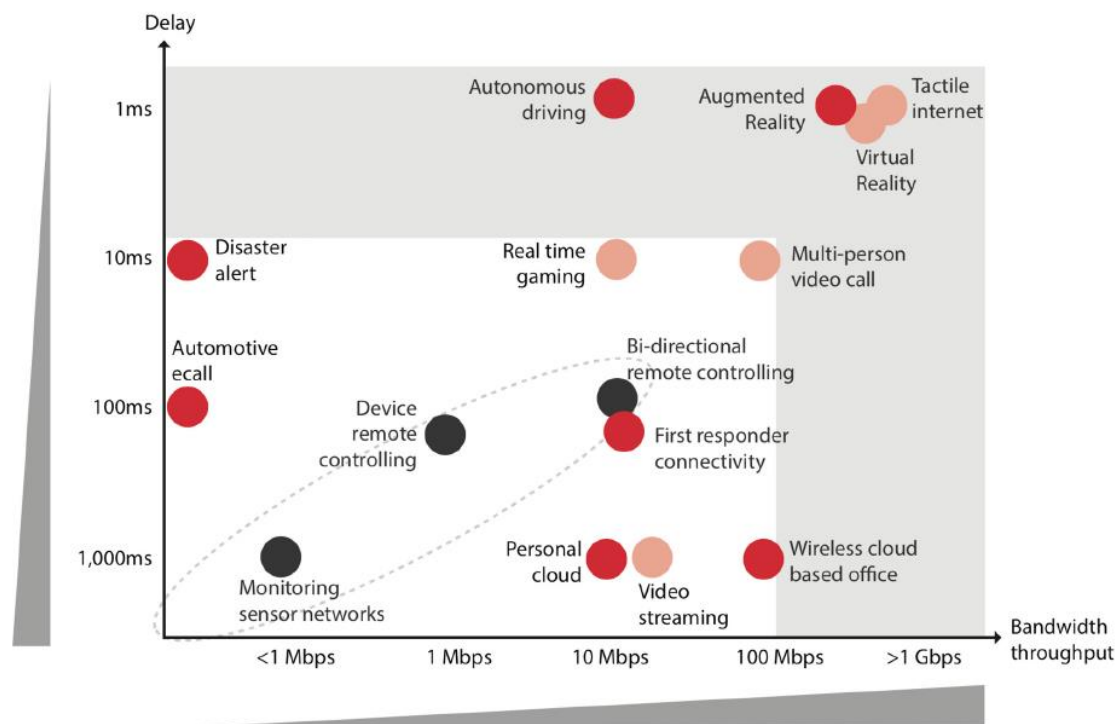 Delay
1ms
Autonomous
driving
Augmented
Reality
Tactile
internet
Virtual
Reality
10ms
Disaster
alert
Real time
gaming
Multi-person
video call
Automotive
ecall
100ms
Device
remote
controlling
Bi-directional
remote controlling
First responder
connectivity
1,000ms
Monitoring
sensor networks
Personal
cloud
Video
streaming
Wireless cloud
based office
<1 Mbps
1 Mbps
10 Mbps
100 Mbps
>1 Gbps
Bandwidth
throughput